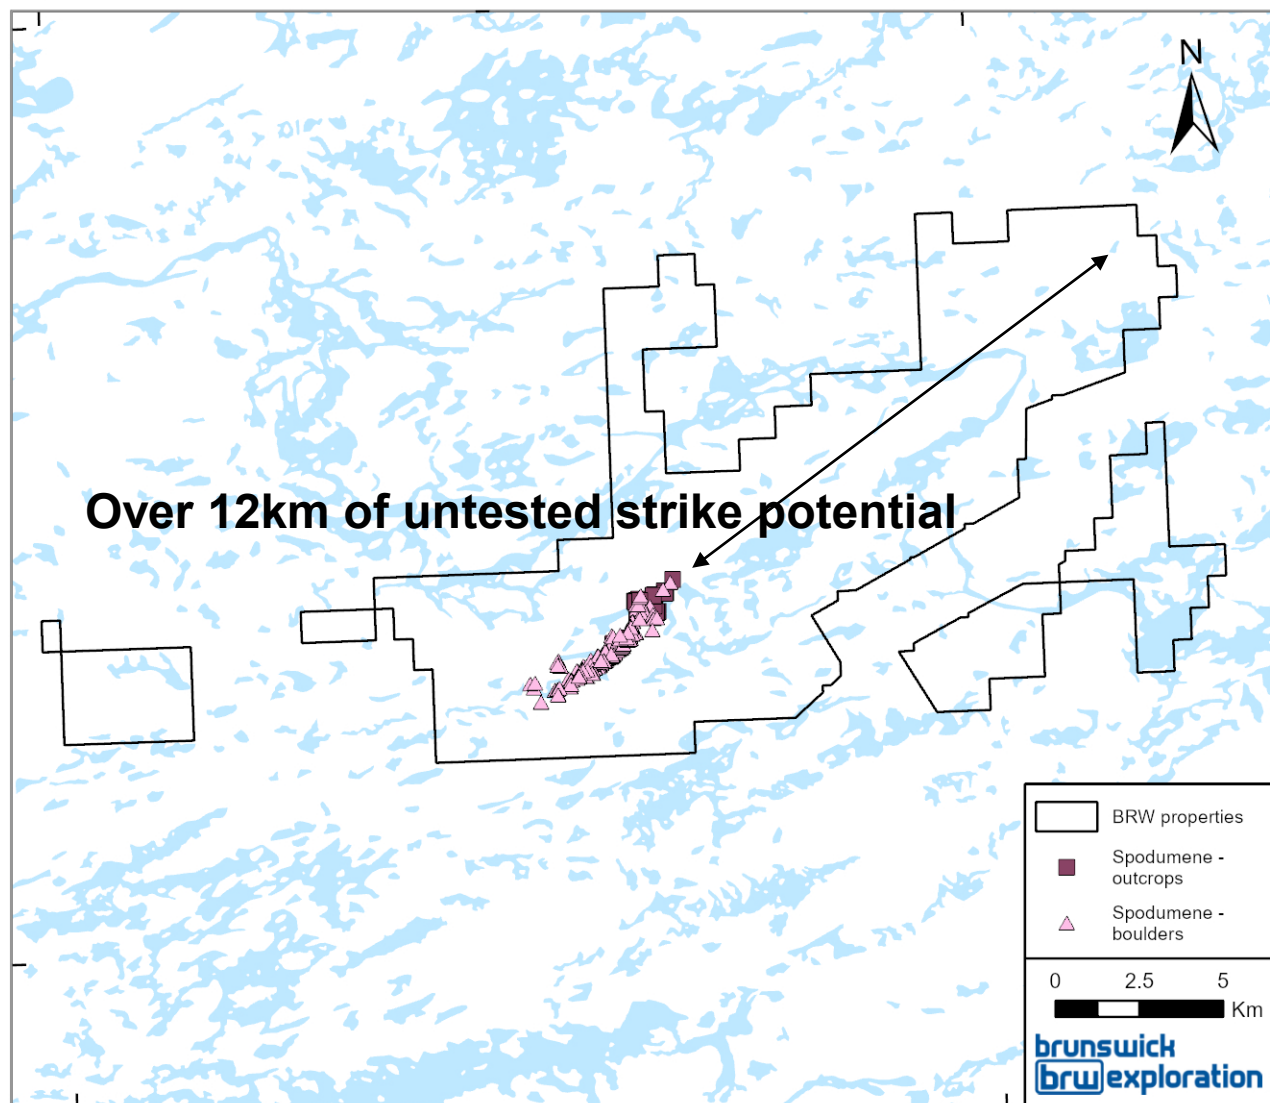 N
Over 12km of untested strike potential
BRW properties
Spodumene -
outcrops
Spodumene -
boulders
0 2.5 5
Km
brunswick
brw exploration